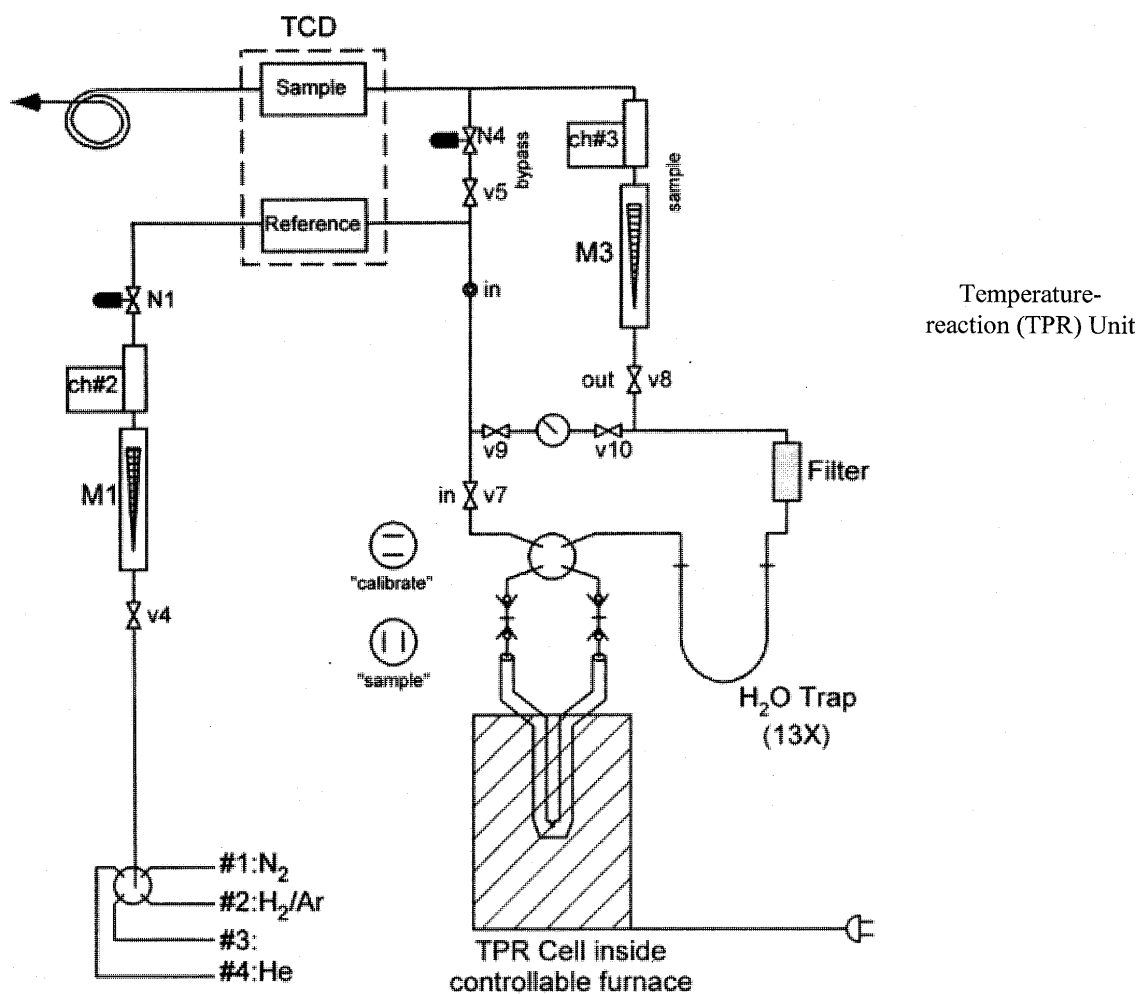 TCD
Sample
N4
bypass
v5
ch#3
sample
Reference
M3
in
N1
Temperature-
reaction (TPR) Unit
ch#2
out
v8
v9
v10
Filter
M1
in
v7
"calibrate"
v4
"sample"
H2O Trap
(13X)
#1:N2
#2:H2/Ar
#3:
#4:He
TPR Cell inside
controllable furnace